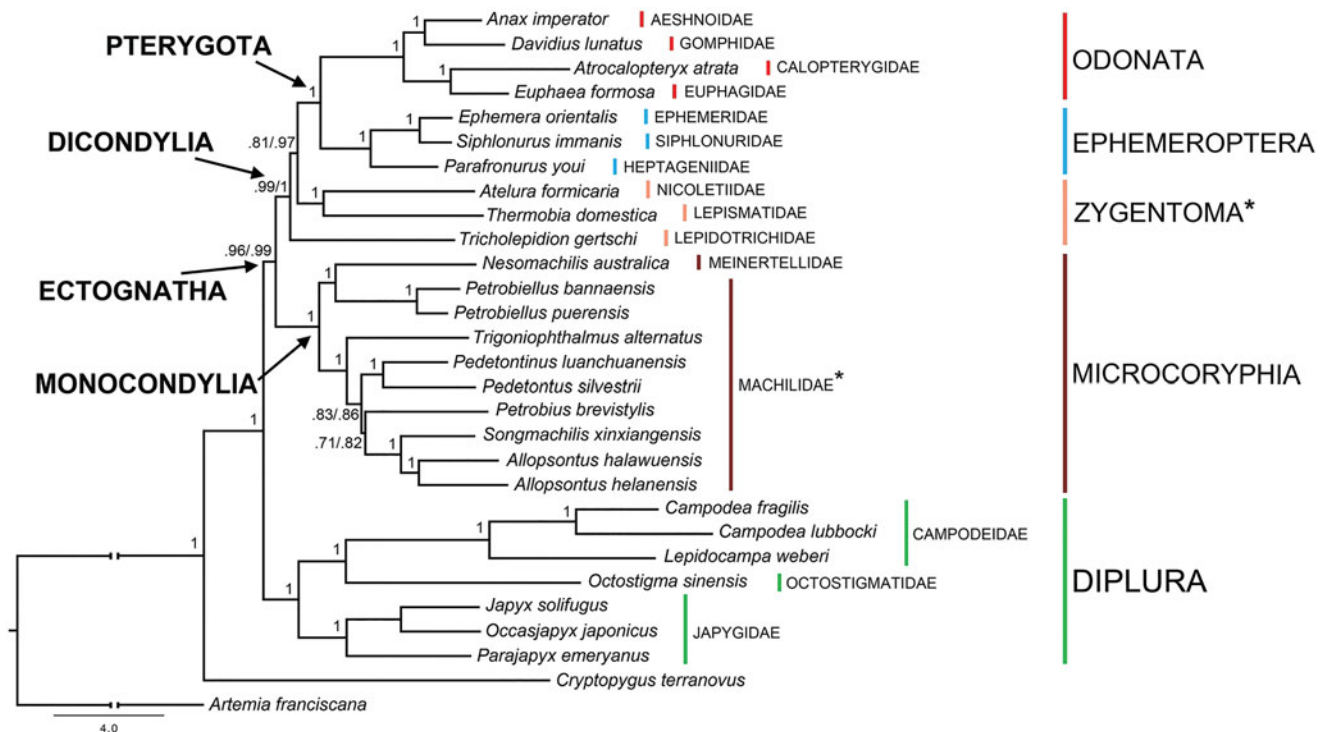 1 Anax imperator AESHNOIDAE
1
PTERYGOTA Davidius lunatus GOMPHIDAE
1 Atrocalopteryx atrata CALOPTERYGIDAE ODONATA
1 Euphaea formosa EUPHAGIDAE
1 Ephemera orientalis EPHEMERIDAE
DICONDYLIA .81/.97 1 Siphlonurus immanis SIPHLONURIDAE EPHEMEROPTERA
Parafronurus youi HEPTAGENIIDAE
.99/1 1 Atelura formicaria NICOLETIIDAE
Thermobia domestica LEPISMATIDAE ZYGENTOMA*
.96/.99 Tricholepidion gertschi LEPIDOTRICHIDAE
ECTOGNATHA 1 Nesomachilis australica MEINERTELLIDAE
1 Petrobiellus bannaensis
1 Petrobiellus puerensis
1 Trigoniophthalmus alternatus
MONOCONDYLIA 1 Pedetontinus luanchuanensis MACHILIDAE* MICROCORYPHIA
Pedetontus silvestrii
.83/.86 Petrobius brevistylis
1 .71/.82 1 Songmachilis xinxiangensis
1 Allopsontus halawuensis
Allopsontus helanensis
1 Campodea fragilis
1 Campodea lubbocki CAMPODEIDAE
1 1 Lepidocampa weberi
Octostigma sinensis OCTOSTIGMATIDAE DIPLURA
1 1 Japyx solifugus
1 Occasjapyx japonicus JAPYGIDAE
Parajapyx emeryanus
Cryptopygus terranovus
Artemia franciscana
4.0